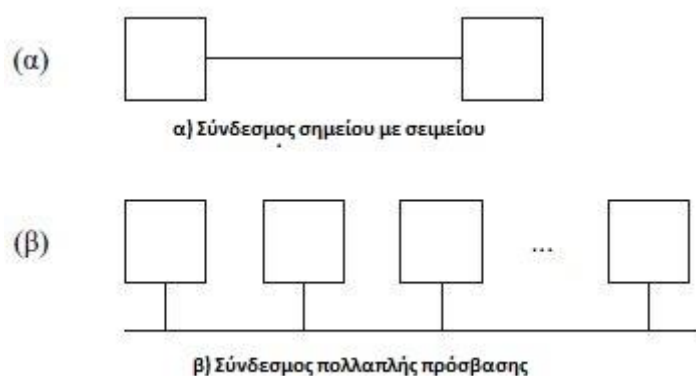 (α)
α) Σύνδεσμος σημείου με σειμείου
(β)
...
β) Σύνδεσμος πολλαπλής πρόσβασης